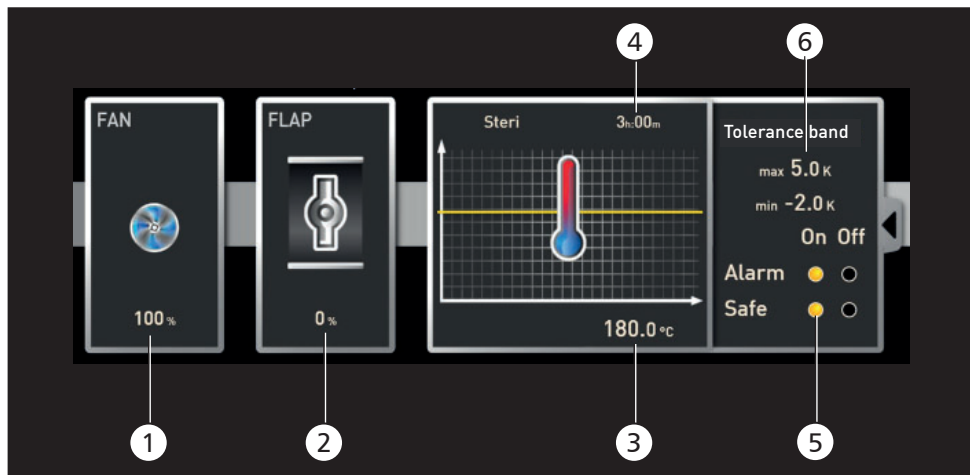 4
6
FAN
FLAP
Steri 3h:00m
Tolerance band
max 5.0 K
min -2.0 K
On Off
Alarm
Safe
100 %
0 %
180.0 °C
1
2
3
5